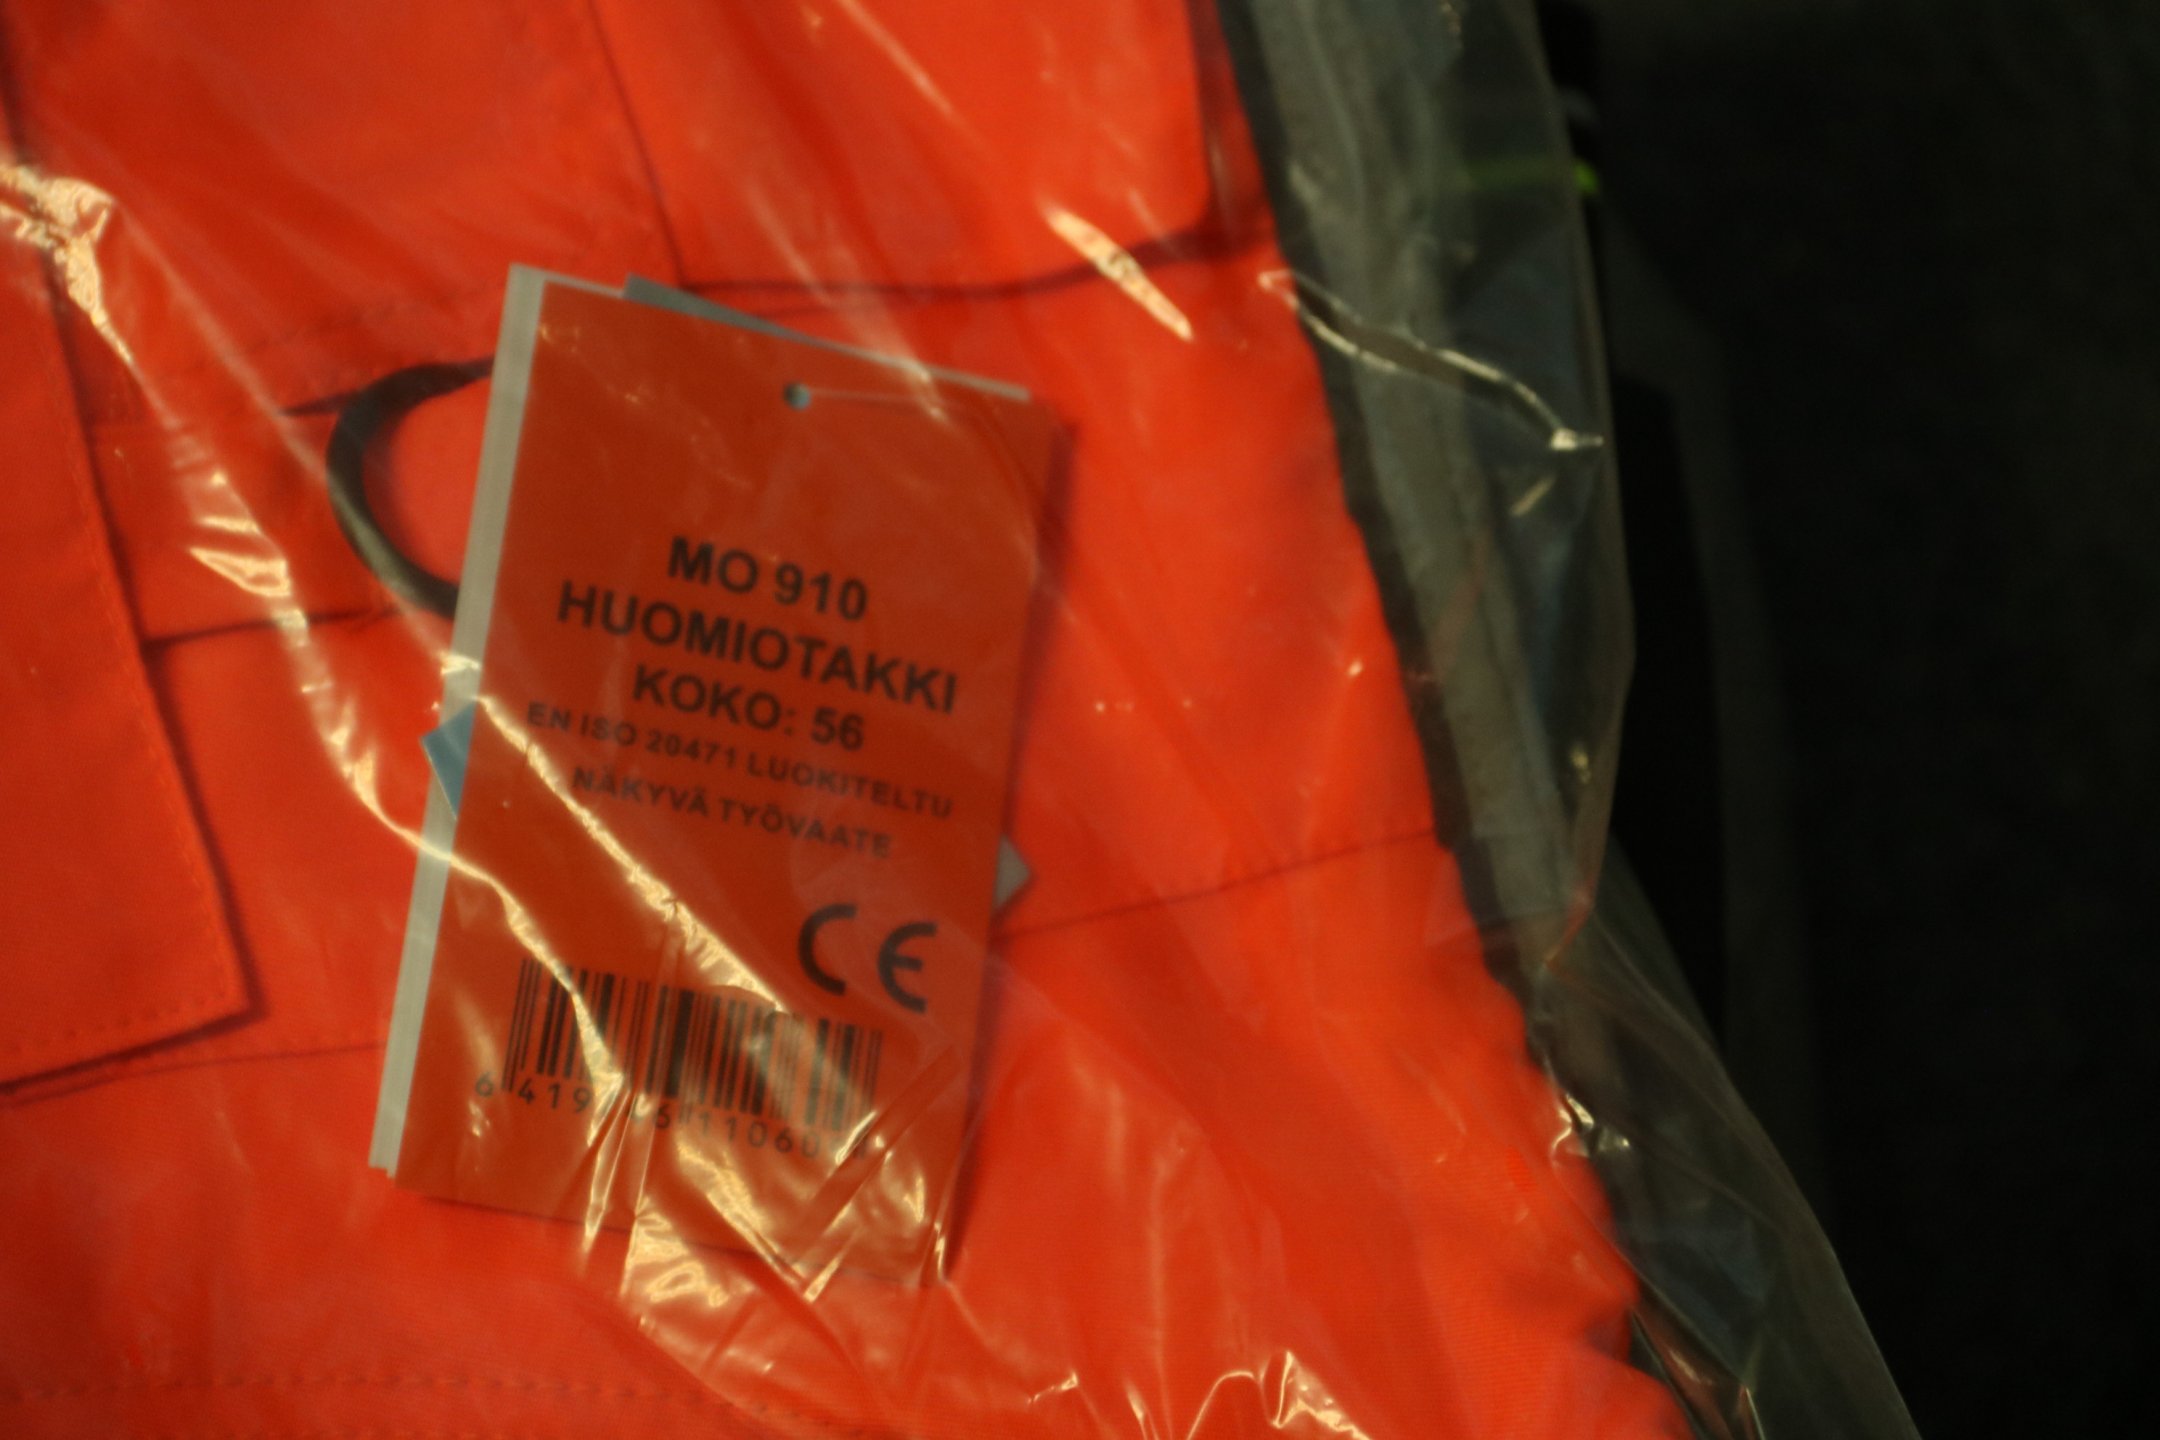 MO 910
HUOMIOTAKKI
KOKO: 56
EN ISO 20471 LUOKITELTU
NÄKYVÄ TYÖVAATE
CE